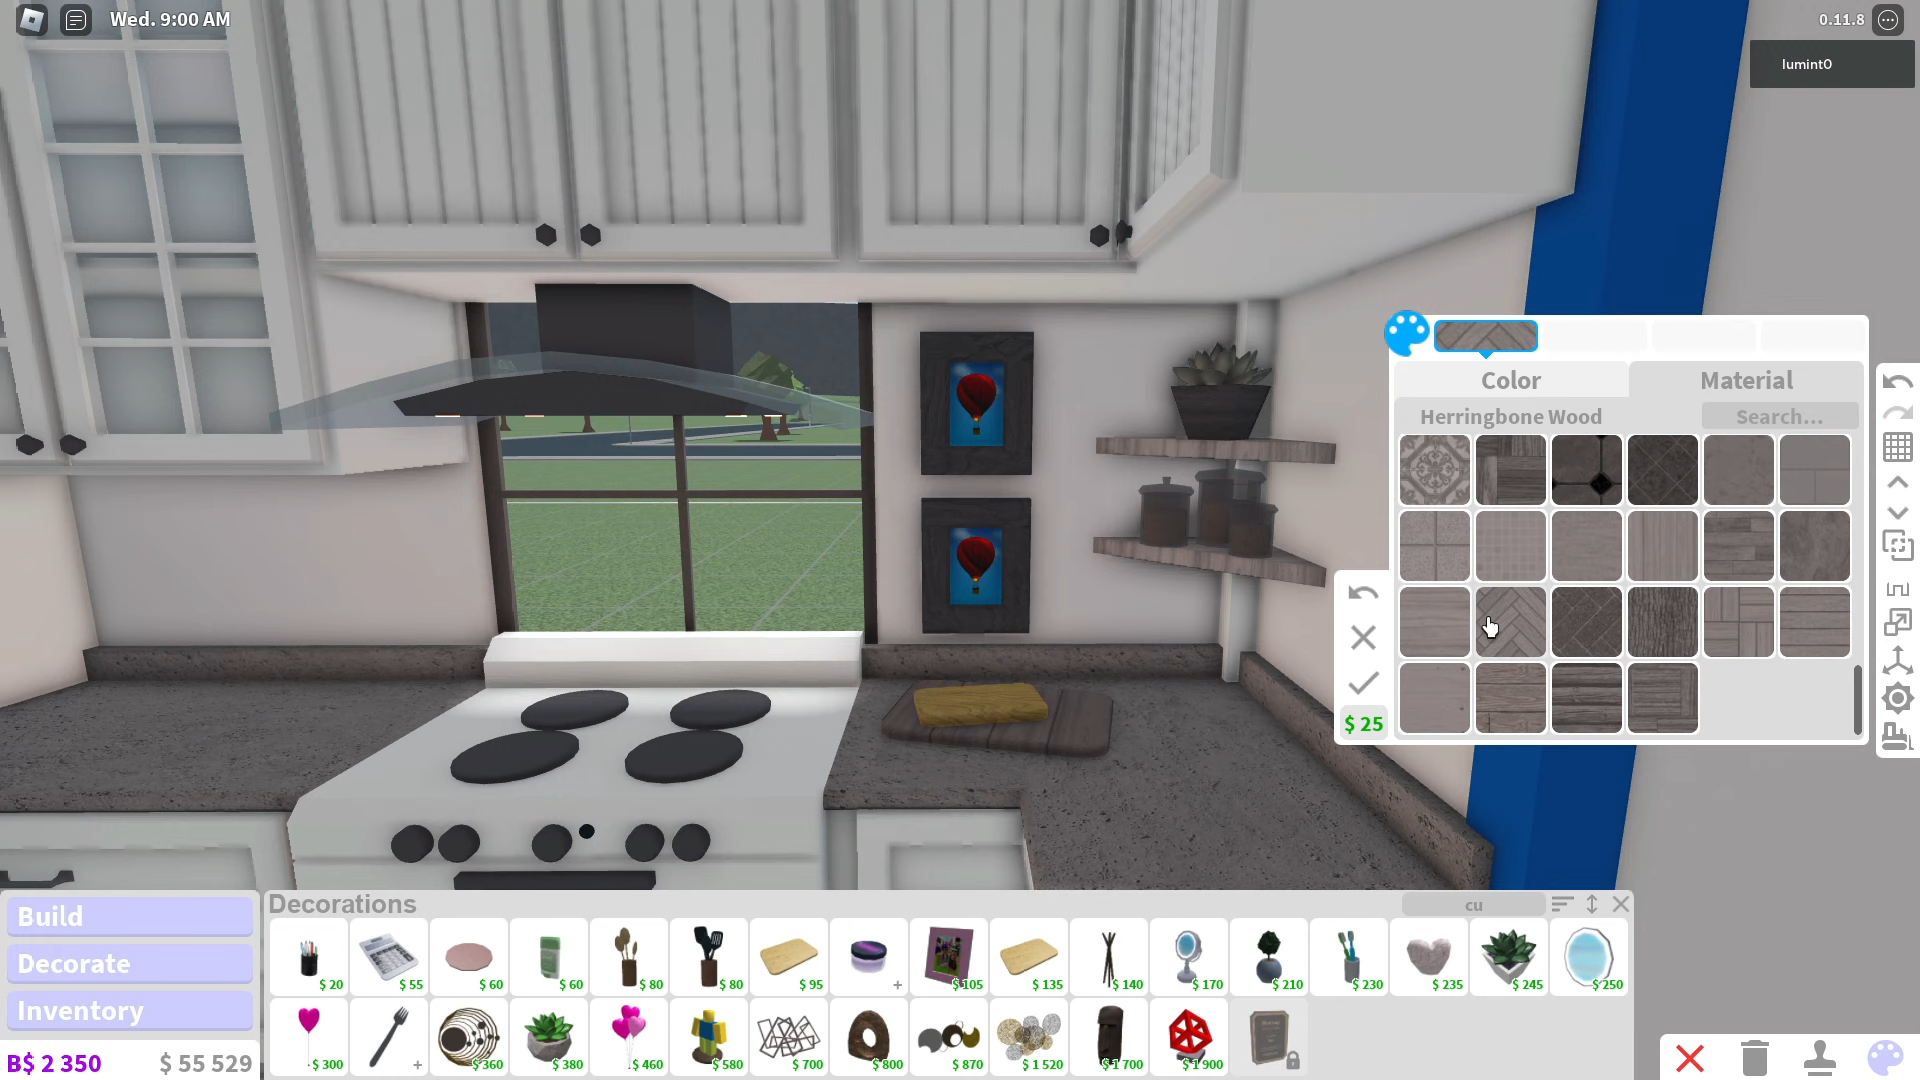 Wed. 9:00 AM
0.11.8
lumint0
Color
Material
Herringbone Wood
Search...
$ 25
Decorations
cu
Build
Decorate
Inventory
$ 20
$ 55
$ 60
$ 60
$ 80
$ 80
$ 95
+
$ 105
$ 135
$ 140
$ 170
$ 210
$ 230
$ 235
$ 245
$ 250
$ 300
+
$ 360
$ 380
$ 460
$ 580
$ 700
$ 800
$ 870
$ 1 520
$ 1 700
$ 1 900
B$ 2 350
$ 55 529